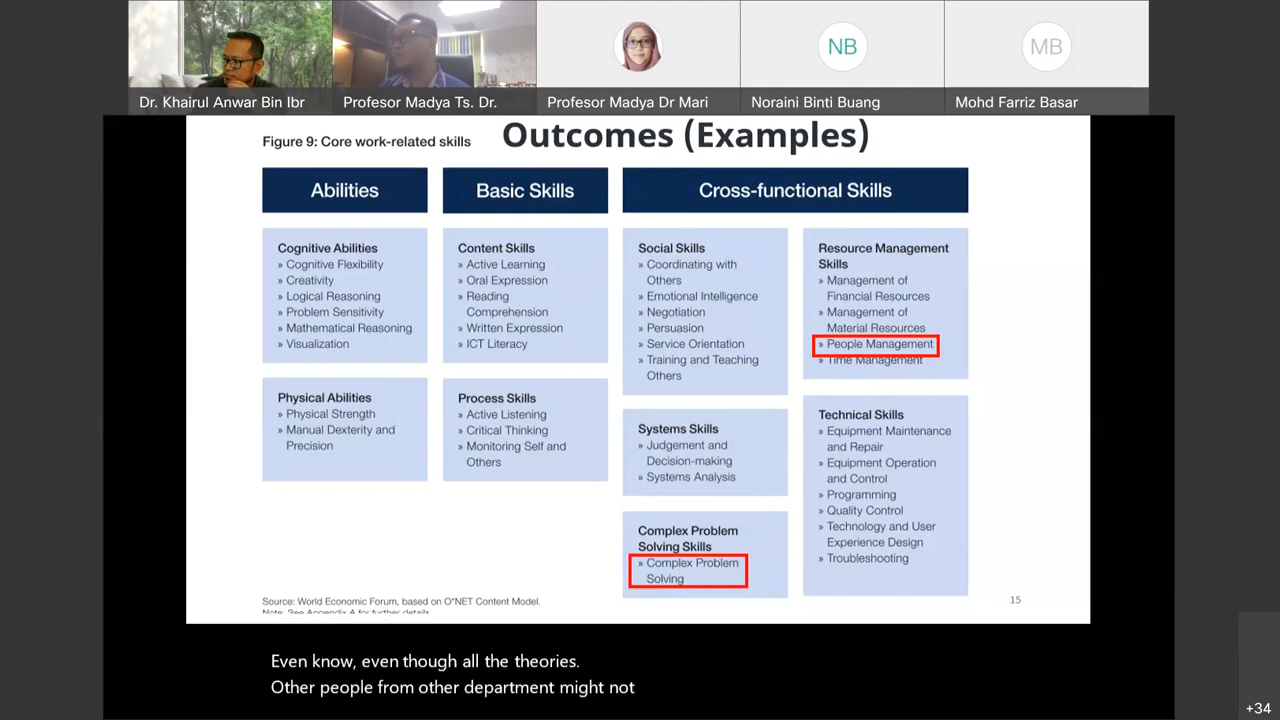 Dr. Khairul Anwar Bin Ibr
Profesor Madya Ts. Dr.
Profesor Madya Dr Mari
NB
Noraini Binti Buang
MB
Mohd Farriz Basar
Figure 9: Core work-related skills
Outcomes (Examples)
Abilities
Basic Skills
Cross-functional Skills
Cognitive Abilities
» Cognitive Flexibility
» Creativity
» Logical Reasoning
» Problem Sensitivity
» Mathematical Reasoning
» Visualization
Physical Abilities
» Physical Strength
» Manual Dexterity and
Precision
Content Skills
» Active Learning
» Oral Expression
» Reading
Comprehension
» Written Expression
» ICT Literacy
Process Skills
» Active Listening
» Critical Thinking
» Monitoring Self and
Others
Social Skills
» Coordinating with
Others
» Emotional Intelligence
» Negotiation
» Persuasion
» Service Orientation
» Training and Teaching
Others
Systems Skills
» Judgement and
Decision-making
» Systems Analysis
Complex Problem
Solving Skills
» Complex Problem
Solving
Resource Management
Skills
» Management of
Financial Resources
» Management of
Material Resources
» People Management
» Time Management
Technical Skills
» Equipment Maintenance
and Repair
» Equipment Operation
and Control
» Programming
» Quality Control
» Technology and User
Experience Design
» Troubleshooting
Source: World Economic Forum, based on O*NET Content Model.
Note: See Appendix A for further details
15
Even know, even though all the theories.
Other people from other department might not
+34